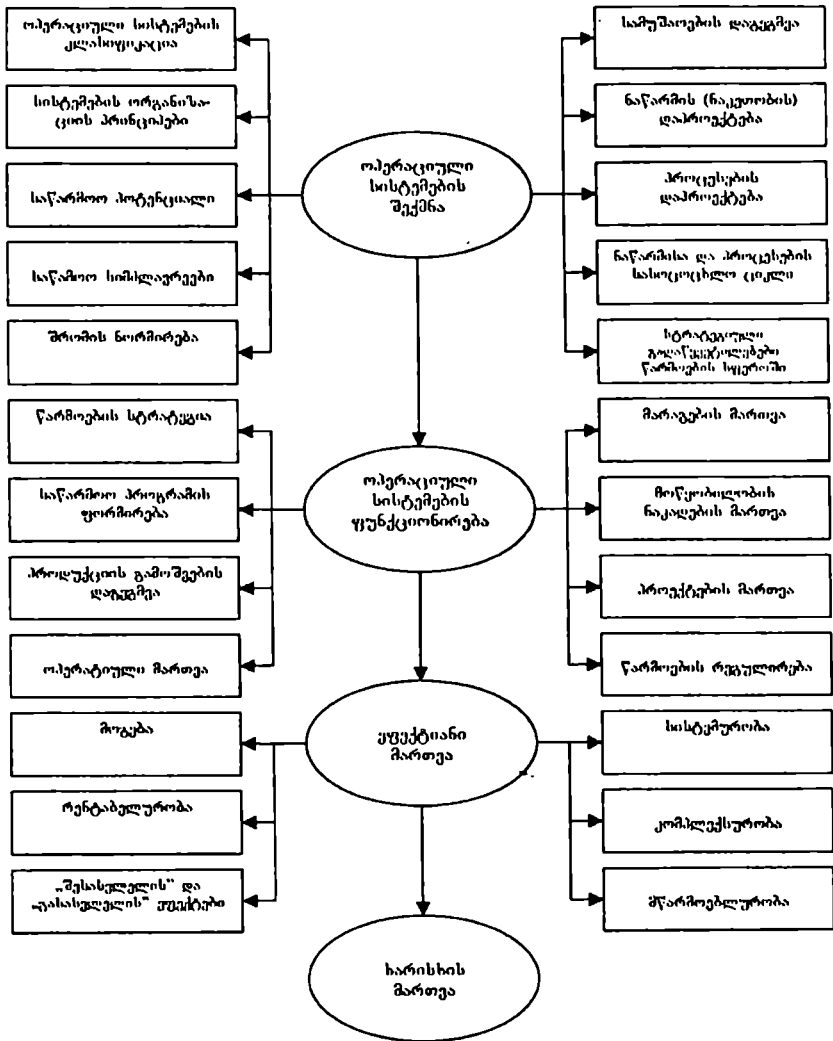 ოპერაციული სისტემების
კლასიფიკაცია
სისტემების ორგანიზა-
ციის პრინციპები
საწარმოო პოტენციალი
საწამოო სიმძლავრეები
შრომის ნორმირება
ოპერაციული
სისტემების
შექმნა
სამუშაოების დაგეგმვა
ნაწარმის (ნაკეთობის)
დაპროექტება
პროცესების
დაპროექტება
ნაწარმისა და პროცესების
სასოცოცხლო ციკლი
სტრატეგიული
გადაწყვეტილებები
წარმოების სფეროში
წარმოების სტრატეგია
საწარმოო პროგრამის
ფორმირება
პროდუქციის გამოშვების
დაგეგმვა
ოპერატიული მართვა
ოპერაციული
სისტემების
ფუნქციონირება
მარაგების მართვა
მოწყობილობის
ნაკადების მართვა
პროექტების მართვა
წარმოების რეგულირება
მოგება
რენტაბელურობა
„შესასვლელის” და
„გასასვლელის” ეფექტები
ეფექტიანი
მართვა
სისტემურობა
კომპლექსურობა
მწარმოებლურობა
ხარისხის
მართვა